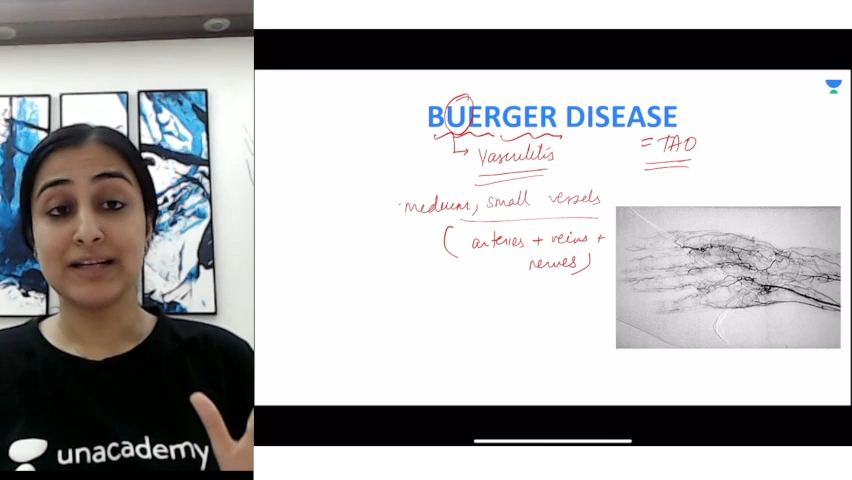 BUERGER DISEASE
= TAO
Vasculitis
medium, small vessels
( arteries + veins +
nerves)
unacademy